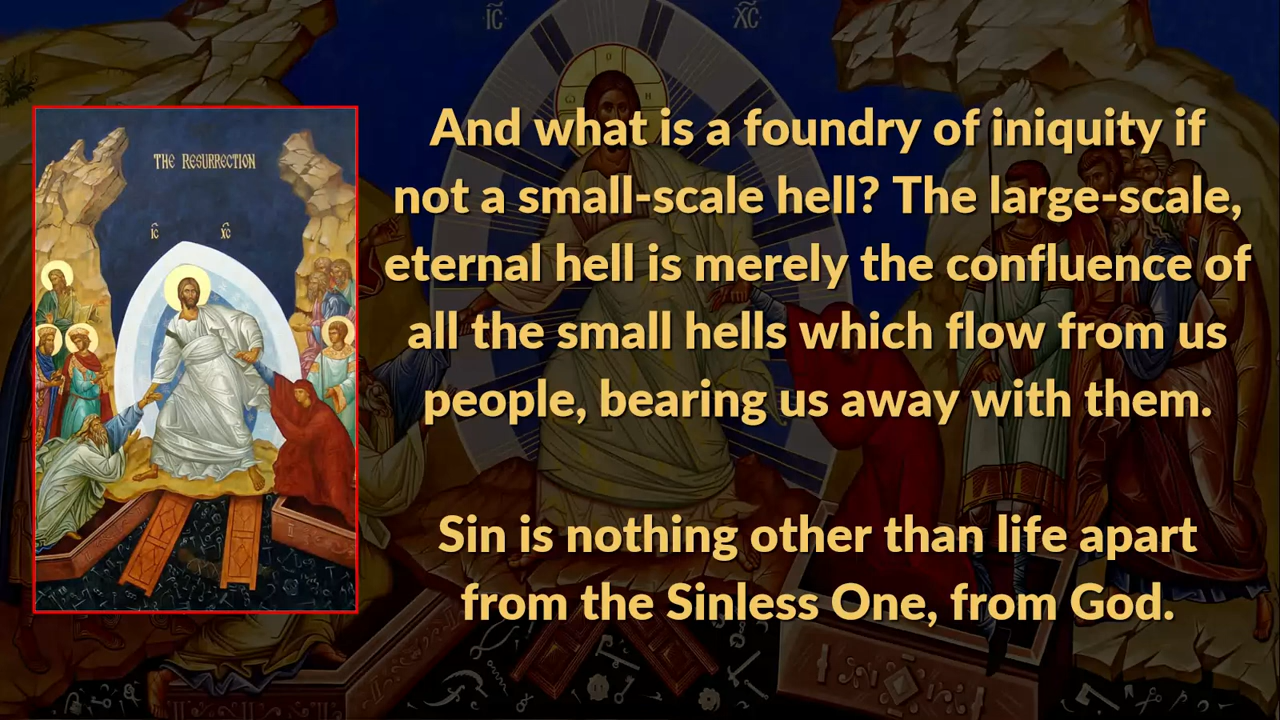 IC XC
THE RESURRECTION
IC XC
And what is a foundry of iniquity if
not a small-scale hell? The large-scale,
eternal hell is merely the confluence of
all the small hells which flow from us
people, bearing us away with them.
Sin is nothing other than life apart
from the Sinless One, from God.